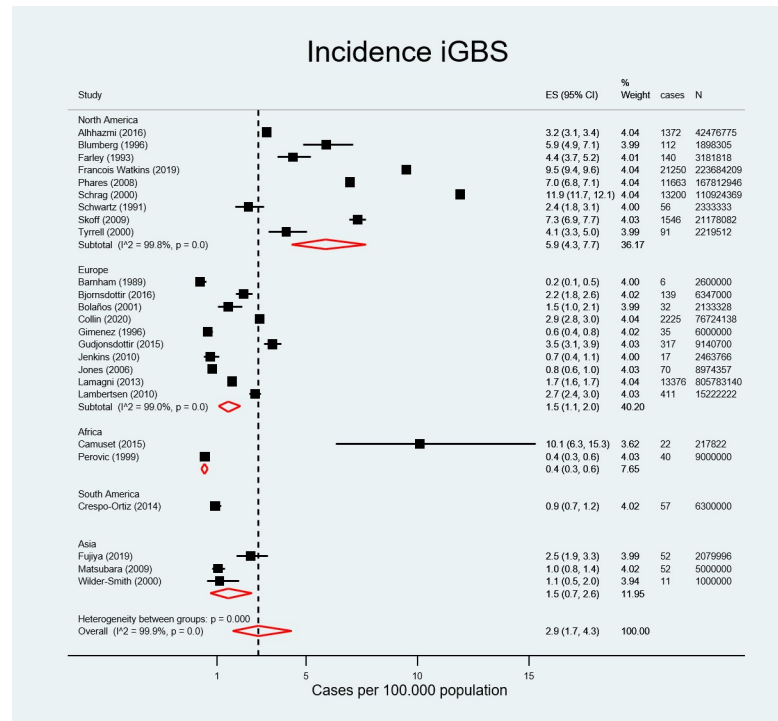 Incidence iGBS
%
Study ES (95% CI) Weight cases N
North America
Alhhazmi (2016) 3.2 (3.1, 3.4) 4.04 1372 42476775
Blumberg (1996) 5.9 (4.9, 7.1) 3.99 112 1898305
Farley (1993) 4.4 (3.7, 5.2) 4.01 140 3181818
Francois Watkins (2019) 9.5 (9.4, 9.6) 4.04 21250 223684209
Phares (2008) 7.0 (6.8, 7.1) 4.04 11663 167812946
Schrag (2000) 11.9 (11.7, 12.1) 4.04 13200 110924369
Schwartz (1991) 2.4 (1.8, 3.1) 4.00 56 2333333
Skoff (2009) 7.3 (6.9, 7.7) 4.03 1546 21178082
Tyrrell (2000) 4.1 (3.3, 5.0) 3.99 91 2219512
Subtotal (I^2 = 99.8%, p = 0.0) 5.9 (4.3, 7.7) 36.17
Europe
Barnham (1989) 0.2 (0.1, 0.5) 4.00 6 2600000
Bjornsdottir (2016) 2.2 (1.8, 2.6) 4.02 139 6347000
Bolaños (2001) 1.5 (1.0, 2.1) 3.99 32 2133328
Collin (2020) 2.9 (2.8, 3.0) 4.04 2225 76724138
Gimenez (1996) 0.6 (0.4, 0.8) 4.02 35 6000000
Gudjonsdottir (2015) 3.5 (3.1, 3.9) 4.03 317 9140700
Jenkins (2010) 0.7 (0.4, 1.1) 4.00 17 2463766
Jones (2006) 0.8 (0.6, 1.0) 4.03 70 8974357
Lamagni (2013) 1.7 (1.6, 1.7) 4.04 13376 805783140
Lambertsen (2010) 2.7 (2.4, 3.0) 4.03 411 15222222
Subtotal (I^2 = 99.0%, p = 0.0) 1.5 (1.1, 2.0) 40.20
Africa
Camuset (2015) 10.1 (6.3, 15.3) 3.62 22 217822
Perovic (1999) 0.4 (0.3, 0.6) 4.03 40 9000000
0.4 (0.3, 0.6) 7.65
South America
Crespo-Ortiz (2014) 0.9 (0.7, 1.2) 4.02 57 6300000
Asia
Fujiya (2019) 2.5 (1.9, 3.3) 3.99 52 2079996
Matsubara (2009) 1.0 (0.8, 1.4) 4.02 52 5000000
Wilder-Smith (2000) 1.1 (0.5, 2.0) 3.94 11 1000000
1.5 (0.7, 2.6) 11.95
Heterogeneity between groups: p = 0.000
Overall (I^2 = 99.9%, p = 0.0) 2.9 (1.7, 4.3) 100.00
1 5 10 15
Cases per 100.000 population